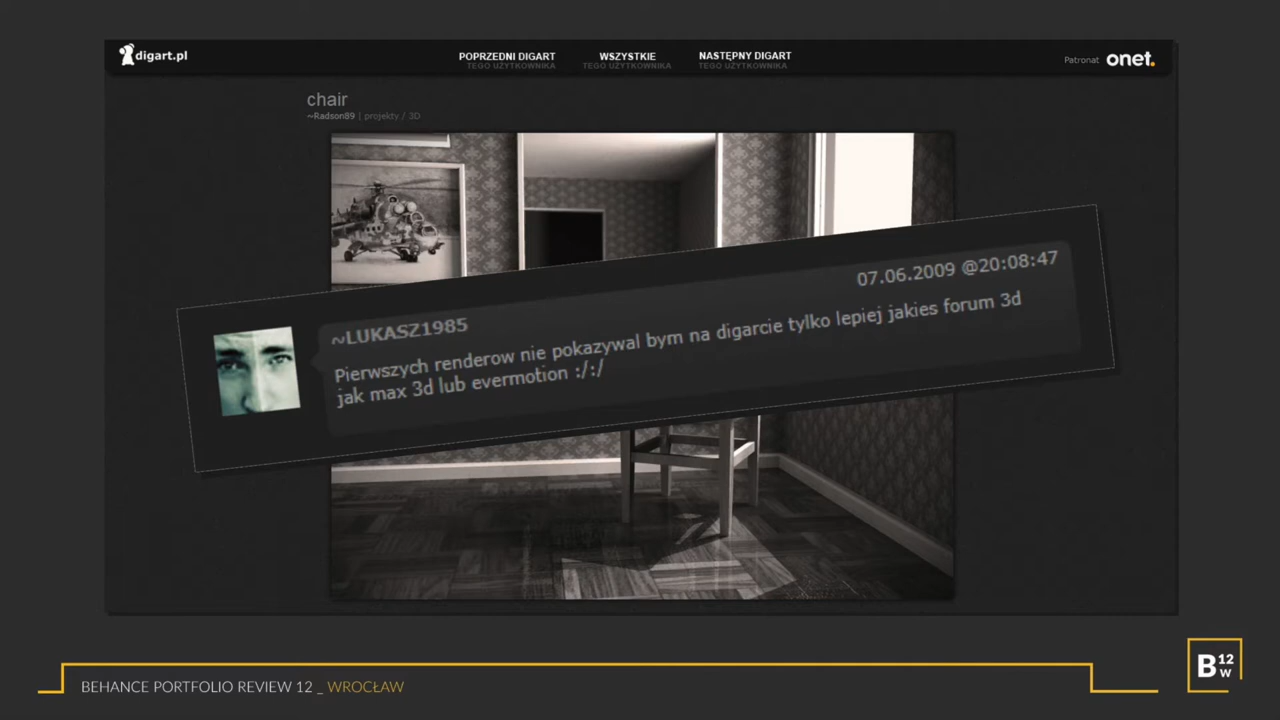 digart.pl
POPRZEDNI DIGART
TEGO UŻYTKOWNIKA
WSZYSTKIE
TEGO UŻYTKOWNIKA
NASTĘPNY DIGART
TEGO UŻYTKOWNIKA
Patronat onet.
chair
~Radson89 | projekty / 3D
07.06.2009 @20:08:47
~LUKASZ1985
Pierwszych renderow nie pokazywal bym na digarcie tylko lepiej jakies forum 3d
jak max 3d lub evermotion :/:/
BEHANCE PORTFOLIO REVIEW 12 _ WROCŁAW
B 12
W